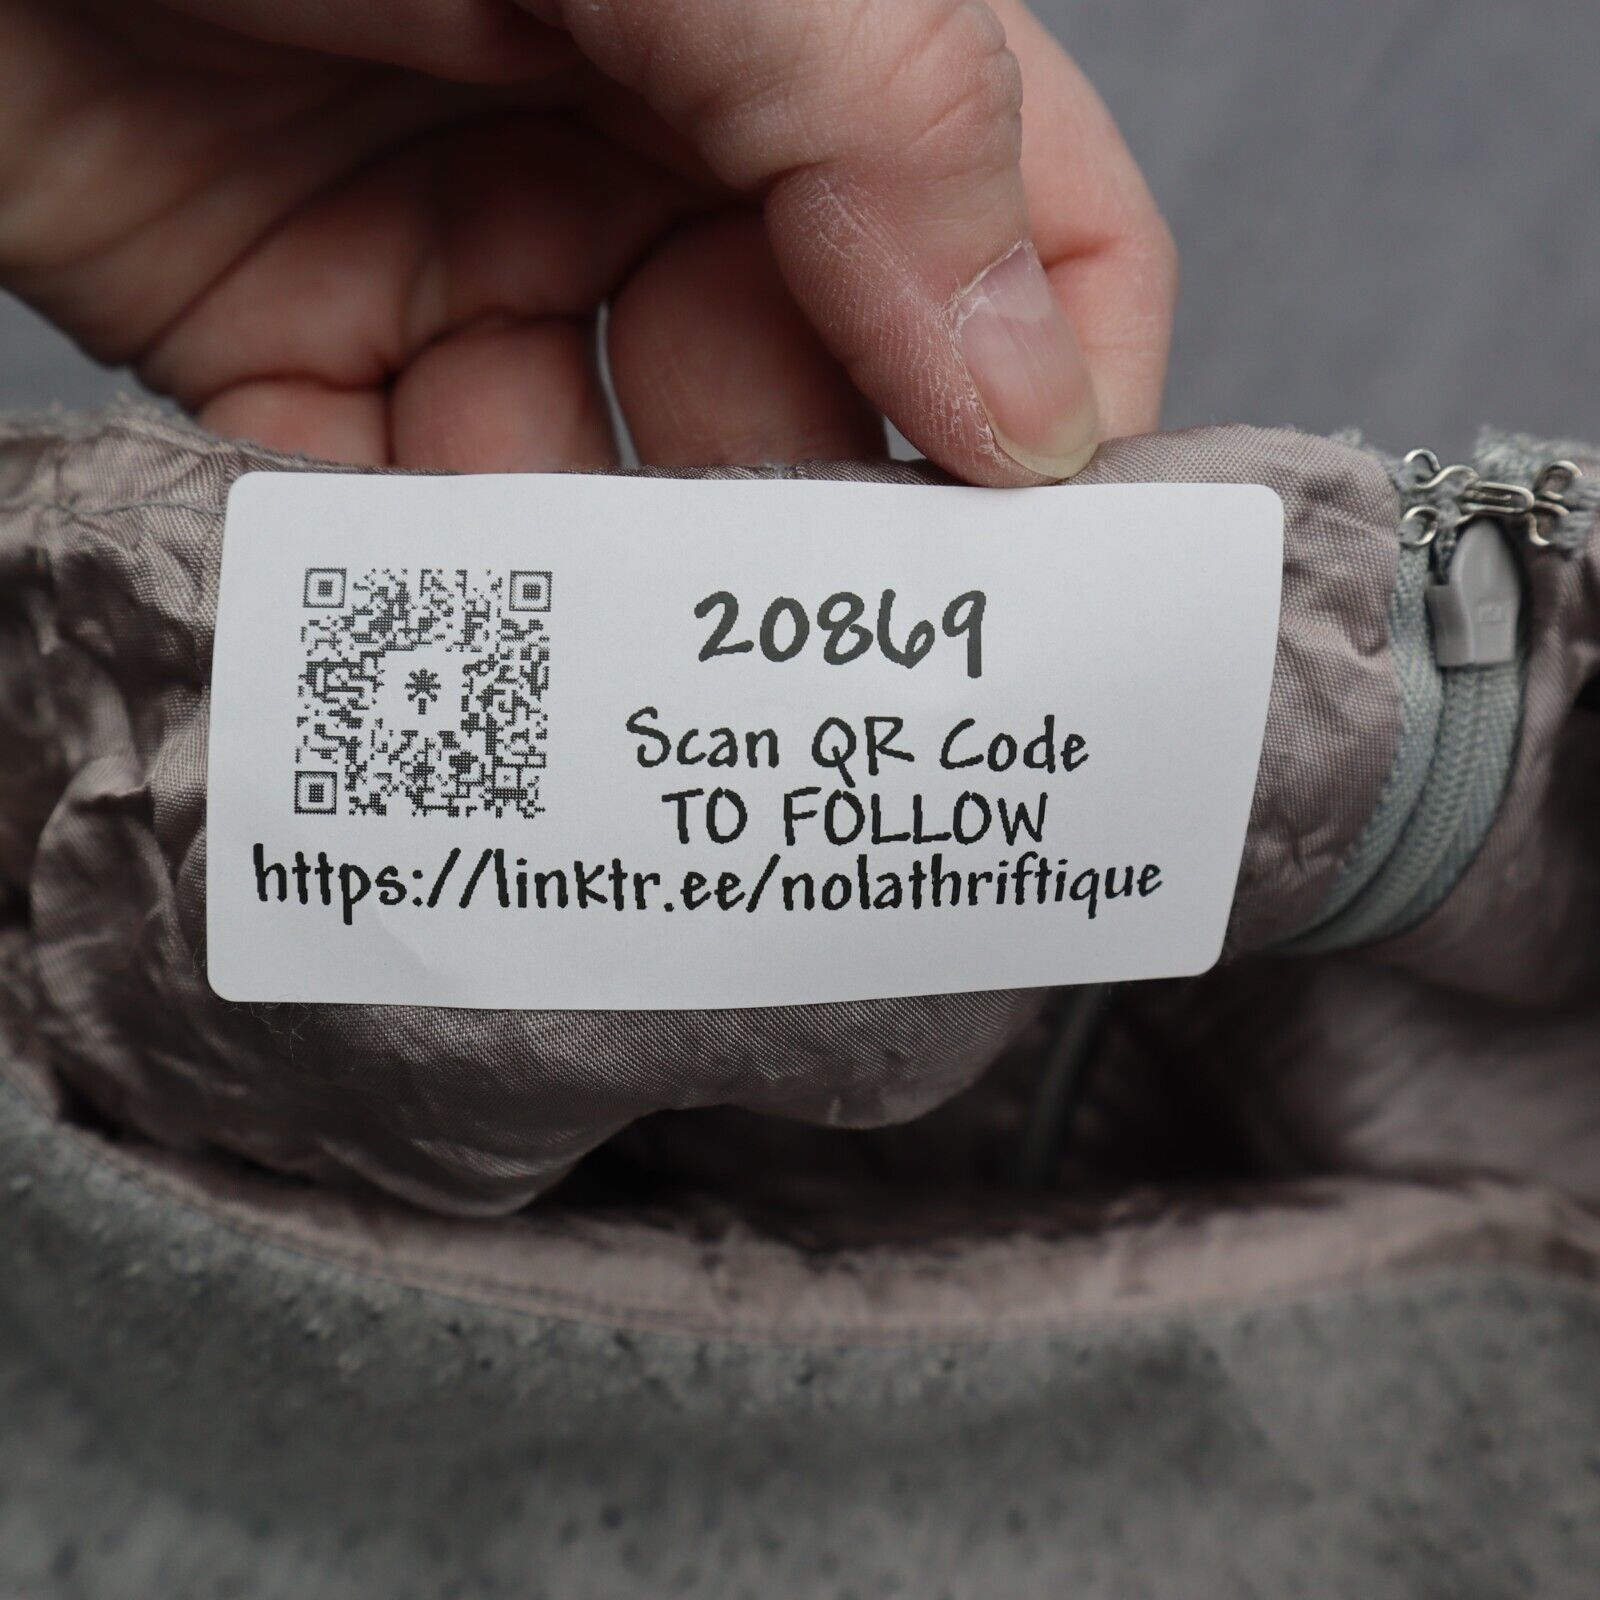 20869
Scan QR Code
TO FOLLOW
https://linktr.ee/nolathriftique